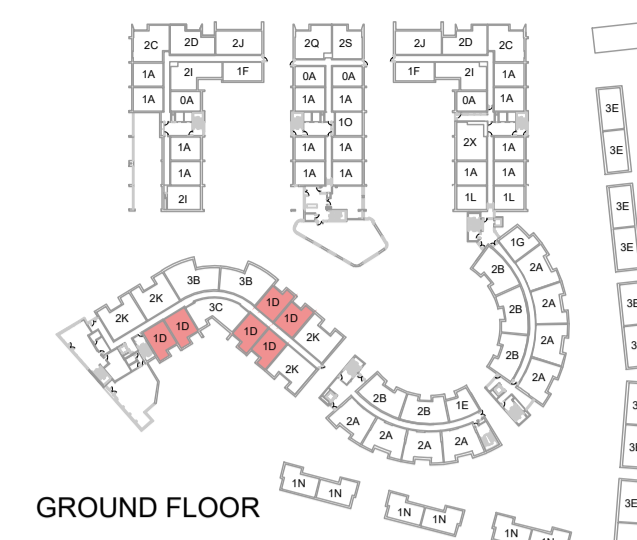 2C 2D 2J 2Q 2S 2J 2D 2C
1A 2I 1F 0A 0A 1F 2I 1A
1A 0A 1A 1A 0A 1A
1O
1A 1A 1A 2X 1A
1A 1A 1A 1A 1A
2I 1L 1L
3E
3E
3E
3E
3E
1G
2B 2A
2B 2A
2B 2A
2A
3B 3B
2K 2K 3C 1D 1D
1D 1D 1D 1D 2K
2K
2B 2B 1E
2A 2A 2A 2A
3E
1N 1N
1N 1N
1N 1N
GROUND FLOOR